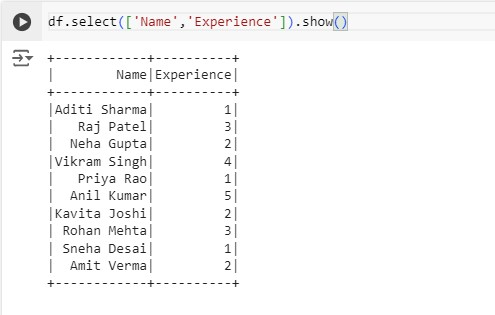 df.select(['Name','Experience']).show()
+------------+----------+
|        Name|Experience|
+------------+----------+
|Aditi Sharma|         1|
|   Raj Patel|         3|
|  Neha Gupta|         2|
|Vikram Singh|         4|
|   Priya Rao|         1|
|  Anil Kumar|         5|
|Kavita Joshi|         2|
| Rohan Mehta|         3|
| Sneha Desai|         1|
|  Amit Verma|         2|
+------------+----------+